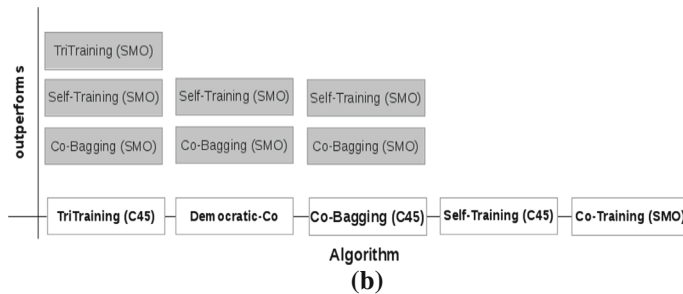 TriTraining (SMO)
Self-Training (SMO) Self-Training (SMO) Self-Training (SMO)
Co-Bagging (SMO) Co-Bagging (SMO) Co-Bagging (SMO)
outperforms
TriTraining (C45) Democratic-Co Co-Bagging (C45) Self-Training (C45) Co-Training (SMO)
Algorithm
(b)